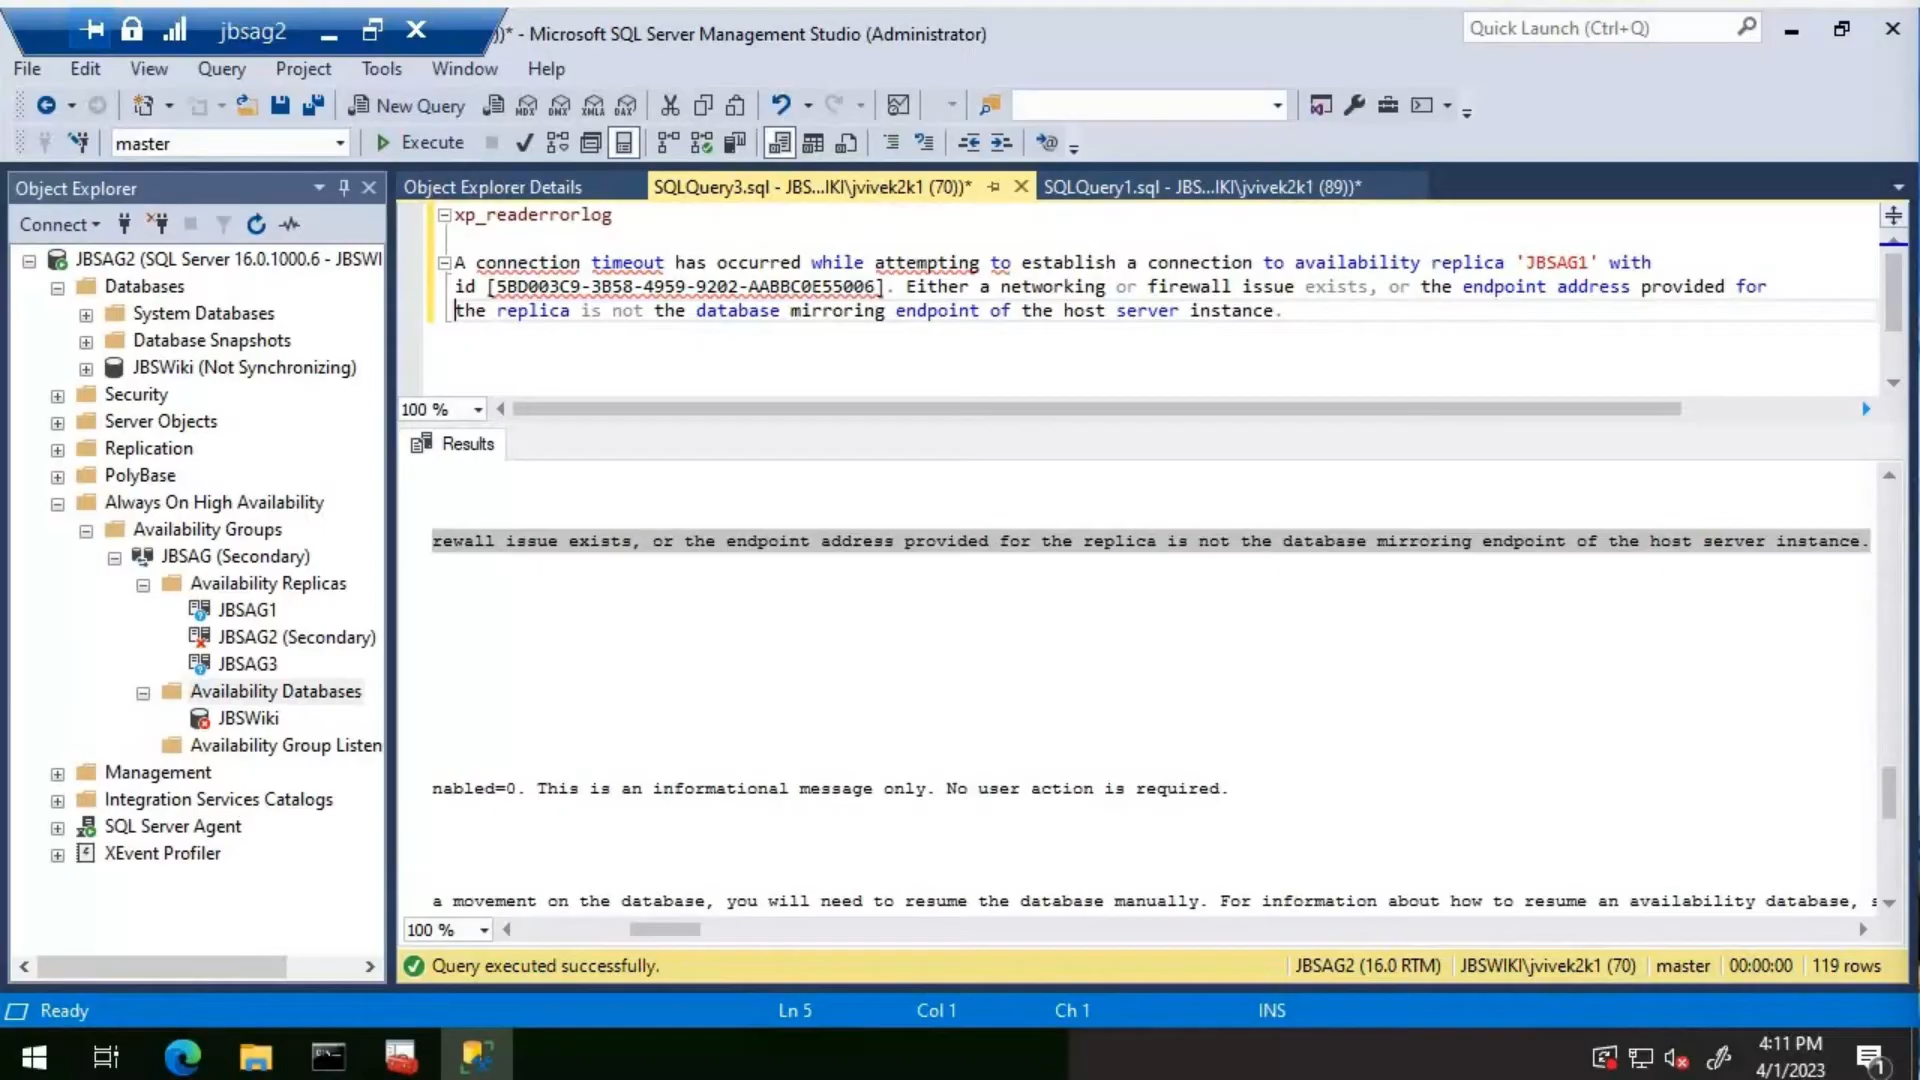 jbsag2
)* - Microsoft SQL Server Management Studio (Administrator)
Quick Launch (Ctrl+Q)
File Edit View Query Project Tools Window Help
New Query MDX DMX XMLA DAX
master Execute
Object Explorer
Connect
JBSAG2 (SQL Server 16.0.1000.6 - JBSWI
Databases
System Databases
Database Snapshots
JBSWiki (Not Synchronizing)
Security
Server Objects
Replication
PolyBase
Always On High Availability
Availability Groups
JBSAG (Secondary)
Availability Replicas
JBSAG1
JBSAG2 (Secondary)
JBSAG3
Availability Databases
JBSWiki
Availability Group Listen
Management
Integration Services Catalogs
SQL Server Agent
XEvent Profiler
Object Explorer Details SQLQuery3.sql - JBS...IKI\jvivek2k1 (70))* SQLQuery1.sql - JBS...IKI\jvivek2k1 (89))*
xp_readerrorlog
A connection timeout has occurred while attempting to establish a connection to availability replica 'JBSAG1' with
id [5BD003C9-3B58-4959-9202-AABBC0E55006]. Either a networking or firewall issue exists, or the endpoint address provided for
the replica is not the database mirroring endpoint of the host server instance.
100 %
Results
rewall issue exists, or the endpoint address provided for the replica is not the database mirroring endpoint of the host server instance.
nabled=0. This is an informational message only. No user action is required.
a movement on the database, you will need to resume the database manually. For information about how to resume an availability database, s
100 %
Query executed successfully. JBSAG2 (16.0 RTM) JBSWIKI\jvivek2k1 (70) master 00:00:00 119 rows
Ready Ln 5 Col 1 Ch 1 INS
4:11 PM
4/1/2023
1